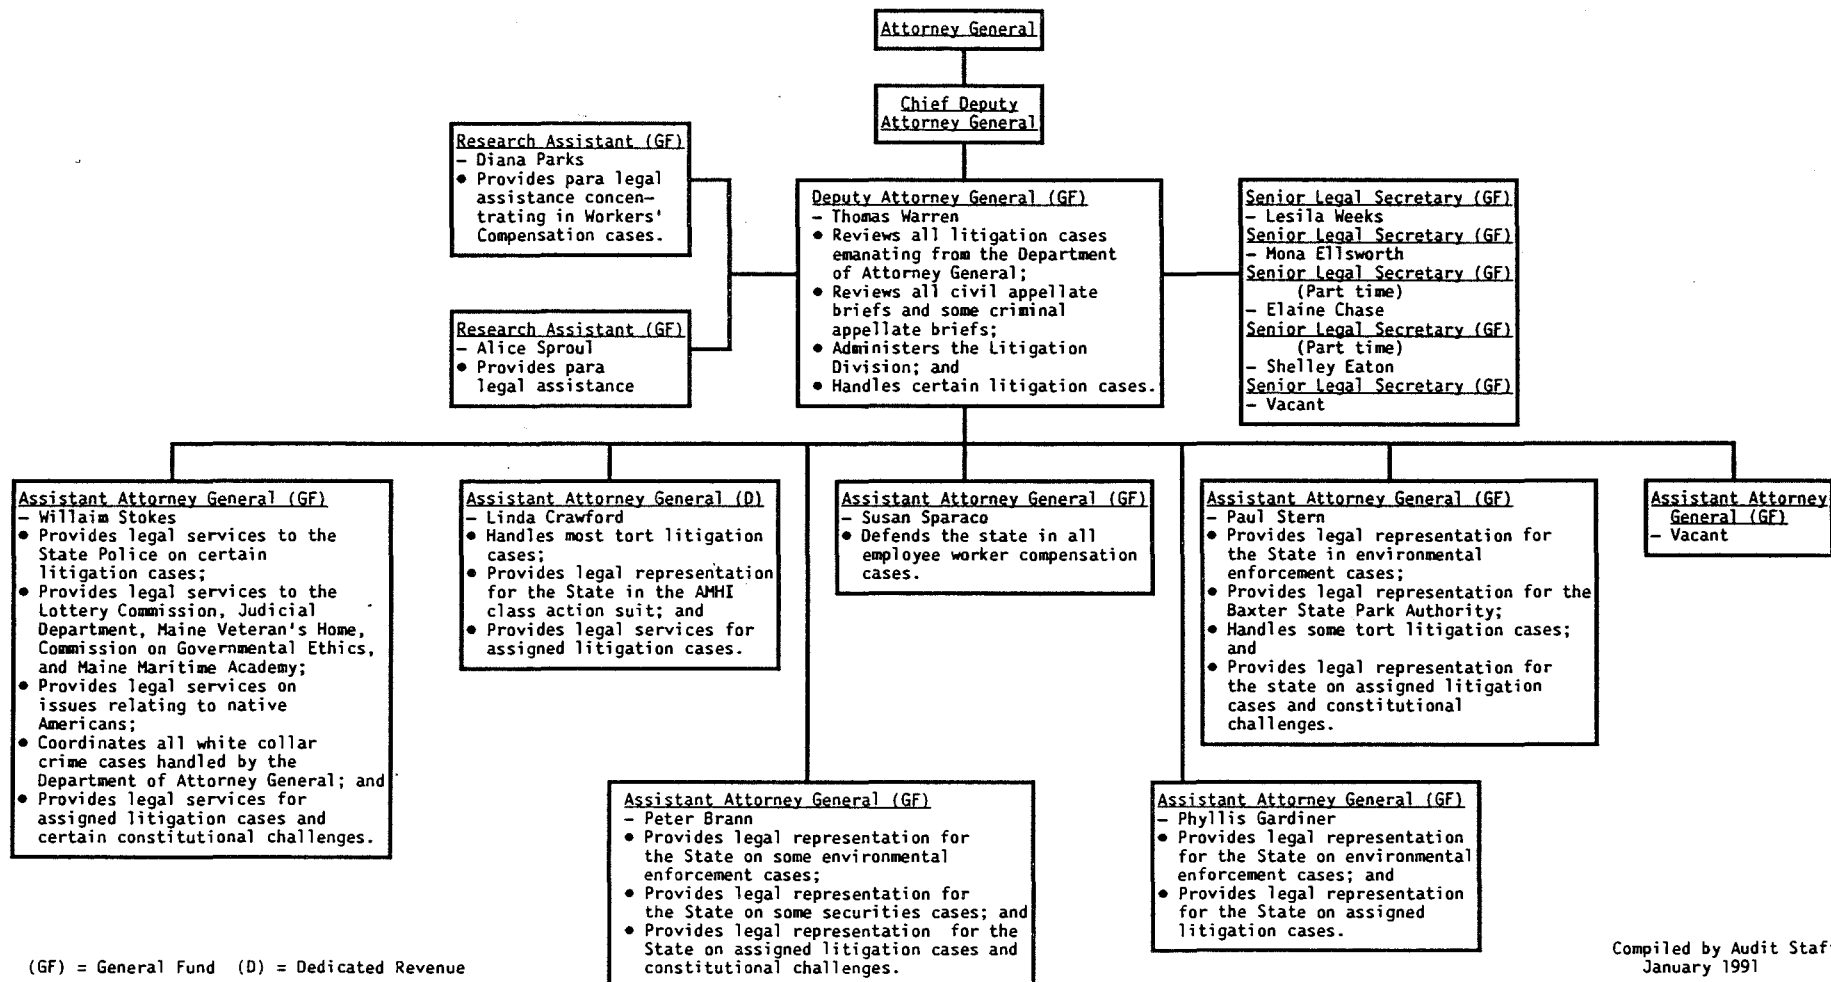 Attorney General
Chief Deputy
Attorney General
Research Assistant (GF)
– Diana Parks
● Provides para legal
assistance concen-
trating in Workers'
Compensation cases.
Research Assistant (GF)
– Alice Sproul
● Provides para
legal assistance
Deputy Attorney General (GF)
– Thomas Warren
● Reviews all litigation cases
emanating from the Department
of Attorney General;
● Reviews all civil appellate
briefs and some criminal
appellate briefs;
● Administers the Litigation
Division; and
● Handles certain litigation cases.
Senior Legal Secretary (GF)
– Lesila Weeks
Senior Legal Secretary (GF)
– Mona Ellsworth
Senior Legal Secretary (GF)
(Part time)
– Elaine Chase
Senior Legal Secretary (GF)
(Part time)
– Shelley Eaton
Senior Legal Secretary (GF)
– Vacant
Assistant Attorney General (GF)
– Willaim Stokes
● Provides legal services to the
State Police on certain
litigation cases;
● Provides legal services to the
Lottery Commission, Judicial
Department, Maine Veteran's Home,
Commission on Governmental Ethics,
and Maine Maritime Academy;
● Provides legal services on
issues relating to native
Americans;
● Coordinates all white collar
crime cases handled by the
Department of Attorney General; and
● Provides legal services for
assigned litigation cases and
certain constitutional challenges.
Assistant Attorney General (D)
– Linda Crawford
● Handles most tort litigation
cases;
● Provides legal representation
for the State in the AMHI
class action suit; and
● Provides legal services for
assigned litigation cases.
Assistant Attorney General (GF)
– Susan Sparaco
● Defends the state in all
employee worker compensation
cases.
Assistant Attorney General (GF)
– Paul Stern
● Provides legal representation for
the State in environmental
enforcement cases;
● Provides legal representation for the
Baxter State Park Authority;
● Handles some tort litigation cases;
and
● Provides legal representation for
the state on assigned litigation
cases and constitutional
challenges.
Assistant Attorney
General (GF)
– Vacant
Assistant Attorney General (GF)
– Peter Brann
● Provides legal representation for
the State on some environmental
enforcement cases;
● Provides legal representation for
the State on some securities cases; and
● Provides legal representation for the
State on assigned litigation cases and
constitutional challenges.
Assistant Attorney General (GF)
– Phyllis Gardiner
● Provides legal representation
for the State on environmental
enforcement cases; and
● Provides legal representation
for the State on assigned
litigation cases.
(GF) = General Fund (D) = Dedicated Revenue
Compiled by Audit Staf
January 1991